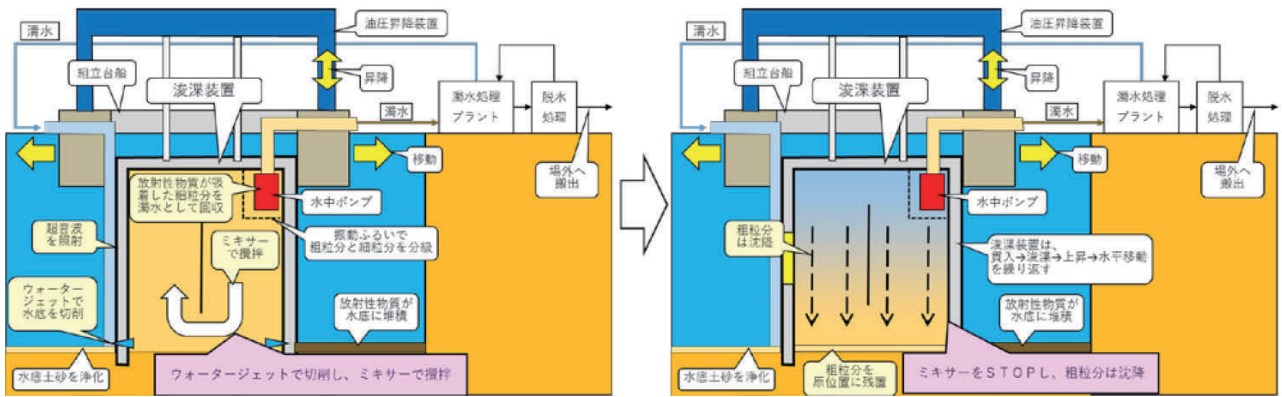 清水
油圧昇降装置
組立台船
浚渫装置
昇降
濁水処理
プラント
脱水
処理
濁水
移動
場外へ
搬出
放射性物質が吸
着した細粒分を
濁水として回収
水中ポンプ
超音波
を照射
振動ふるいで
粗粒分と細粒分を分級
ミキサー
で攪拌
ウォーター
ジェットで
水底を切削
放射性物質が
水底に堆積
水底土砂を浄化
ウォータージェットで切削し、ミキサーで攪拌
清水
油圧昇降装置
組立台船
浚渫装置
昇降
濁水処理
プラント
脱水
処理
濁水
移動
場外へ
搬出
水中ポンプ
粗粒分
は沈降
浚渫装置は、
貫入→浚渫→上昇→水平移動
を繰り返す
放射性物質が
水底に堆積
水底土砂を浄化
粗粒分を
原位置に残置
ミキサーをSTOPし、粗粒分は沈降